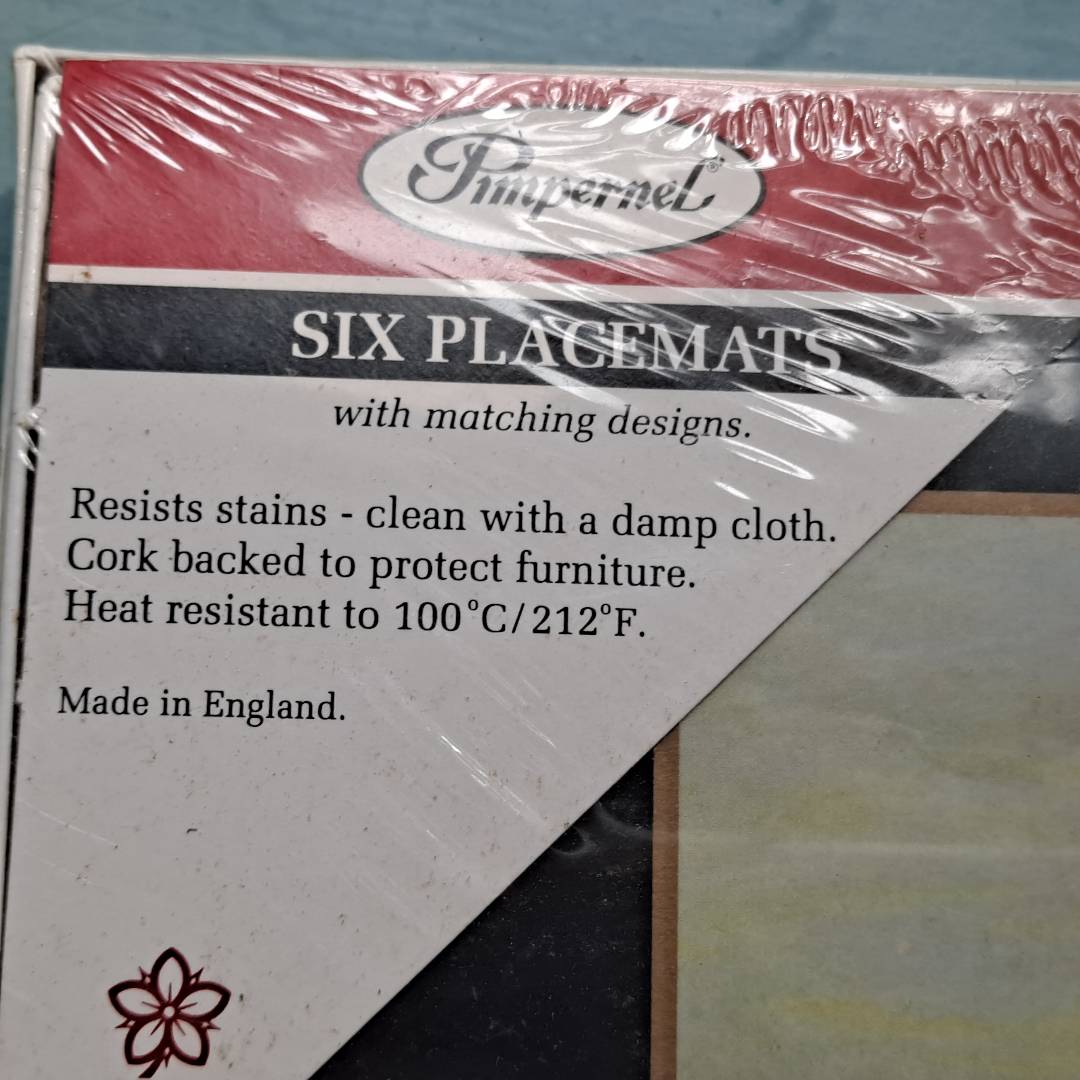 Pimpernel®
SIX PLACEMATS
with matching designs.
Resists stains - clean with a damp cloth.
Cork backed to protect furniture.
Heat resistant to 100°C/212°F.
Made in England.